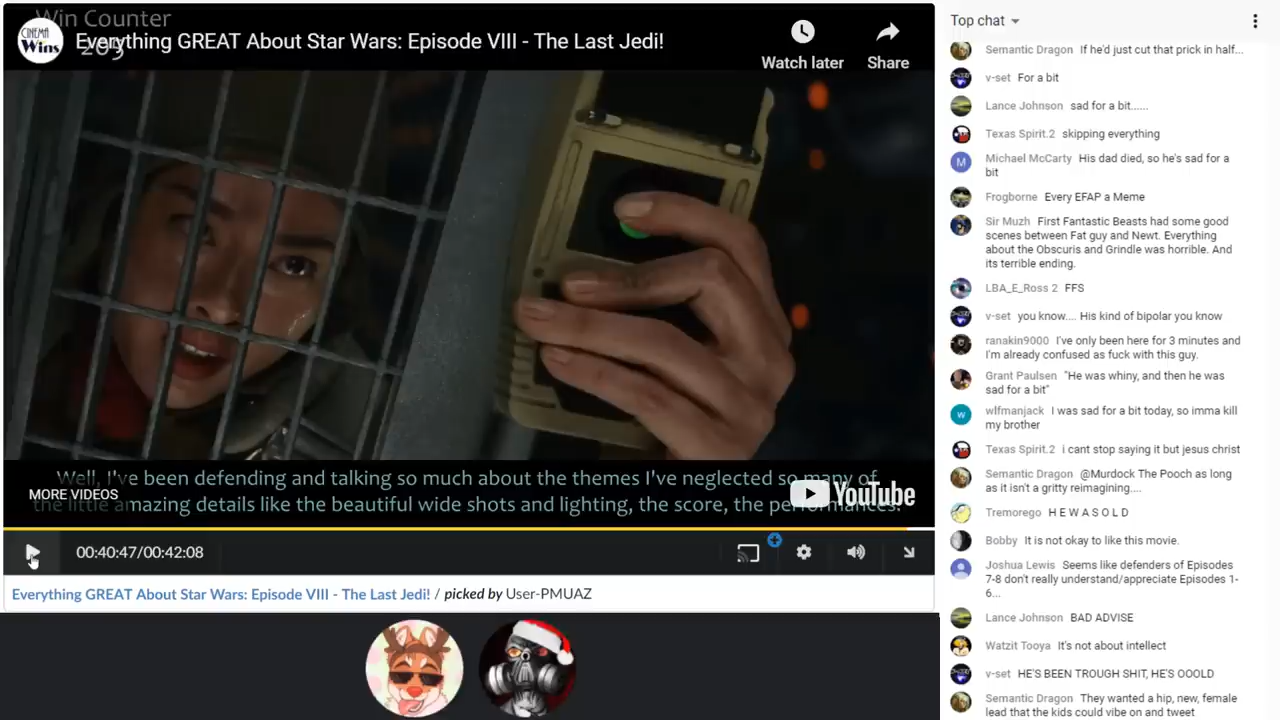 Win Counter
205
CINEMA
Wins
Everything GREAT About Star Wars: Episode VIII - The Last Jedi!
Watch later
Share
Well, I've been defending and talking so much about the themes I've neglected so many of
the little amazing details like the beautiful wide shots and lighting, the score, the performances.
MORE VIDEOS
YouTube
00:40:47/00:42:08
Everything GREAT About Star Wars: Episode VIII - The Last Jedi! / picked by User-PMUAZ
Top chat
Semantic Dragon If he'd just cut that prick in half...
v-set For a bit
Lance Johnson sad for a bit......
Texas Spirit.2 skipping everything
M
Michael McCarty His dad died, so he's sad for a
bit
Frogborne Every EFAP a Meme
Sir Muzh First Fantastic Beasts had some good
scenes between Fat guy and Newt. Everything
about the Obscuris and Grindle was horrible. And
its terrible ending.
LBA_E_Ross 2 FFS
v-set you know.... His kind of bipolar you know
ranakin9000 I've only been here for 3 minutes and
I'm already confused as fuck with this guy.
Grant Paulsen "He was whiny, and then he was
sad for a bit"
w
wlfmanjack I was sad for a bit today, so imma kill
my brother
Texas Spirit.2 i cant stop saying it but jesus christ
Semantic Dragon @Murdock The Pooch as long
as it isn't a gritty reimagining....
Tremorego H E W A S O L D
Bobby It is not okay to like this movie.
Joshua Lewis Seems like defenders of Episodes
7-8 don't really understand/appreciate Episodes 1-
6...
Lance Johnson BAD ADVISE
Watzit Tooya It's not about intellect
v-set HE'S BEEN TROUGH SHIT, HE'S OOOLD
Semantic Dragon They wanted a hip, new, female
lead that the kids could vibe on and tweet